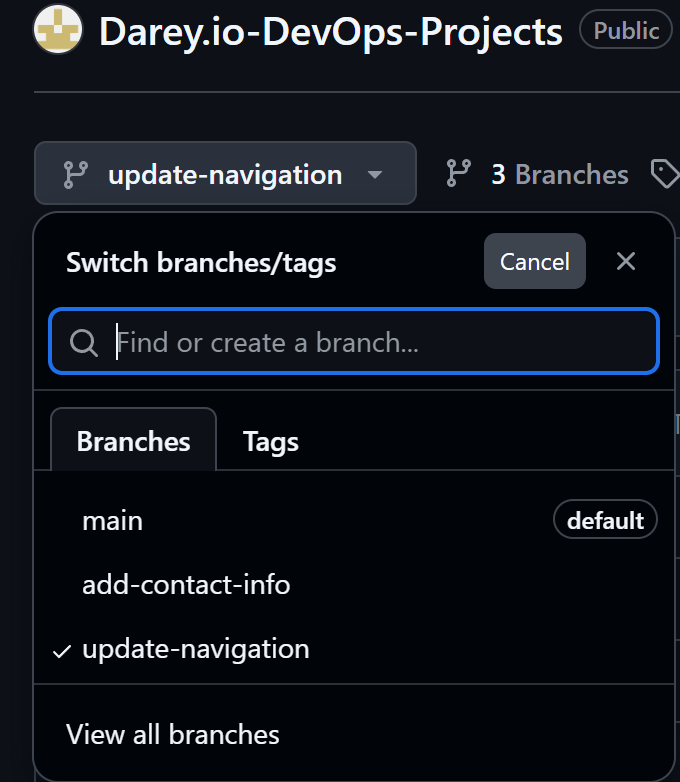 Darey.io-DevOps-Projects Public
update-navigation 3 Branches
Switch branches/tags Cancel
Find or create a branch...
Branches Tags
main default
add-contact-info
update-navigation
View all branches